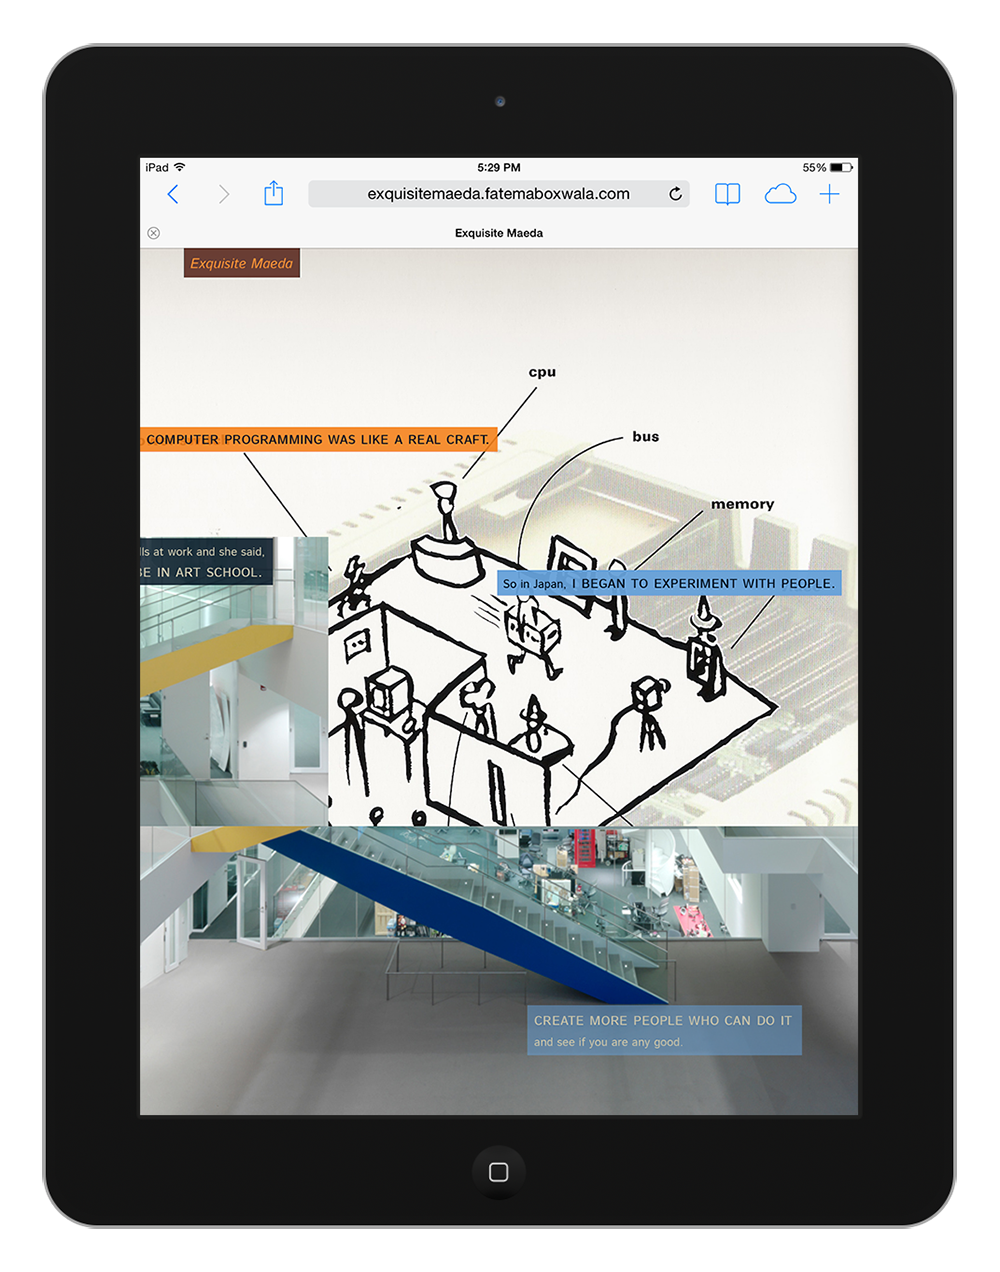 iPad
5:29 PM
55%
exquisitemaeda.fatemaboxwala.com
Exquisite Maeda
Exquisite Maeda
cpu
COMPUTER PROGRAMMING WAS LIKE A REAL CRAFT.
bus
memory
lls at work and she said,
BE IN ART SCHOOL.
So in Japan, I BEGAN TO EXPERIMENT WITH PEOPLE.
CREATE MORE PEOPLE WHO CAN DO IT
and see if you are any good.